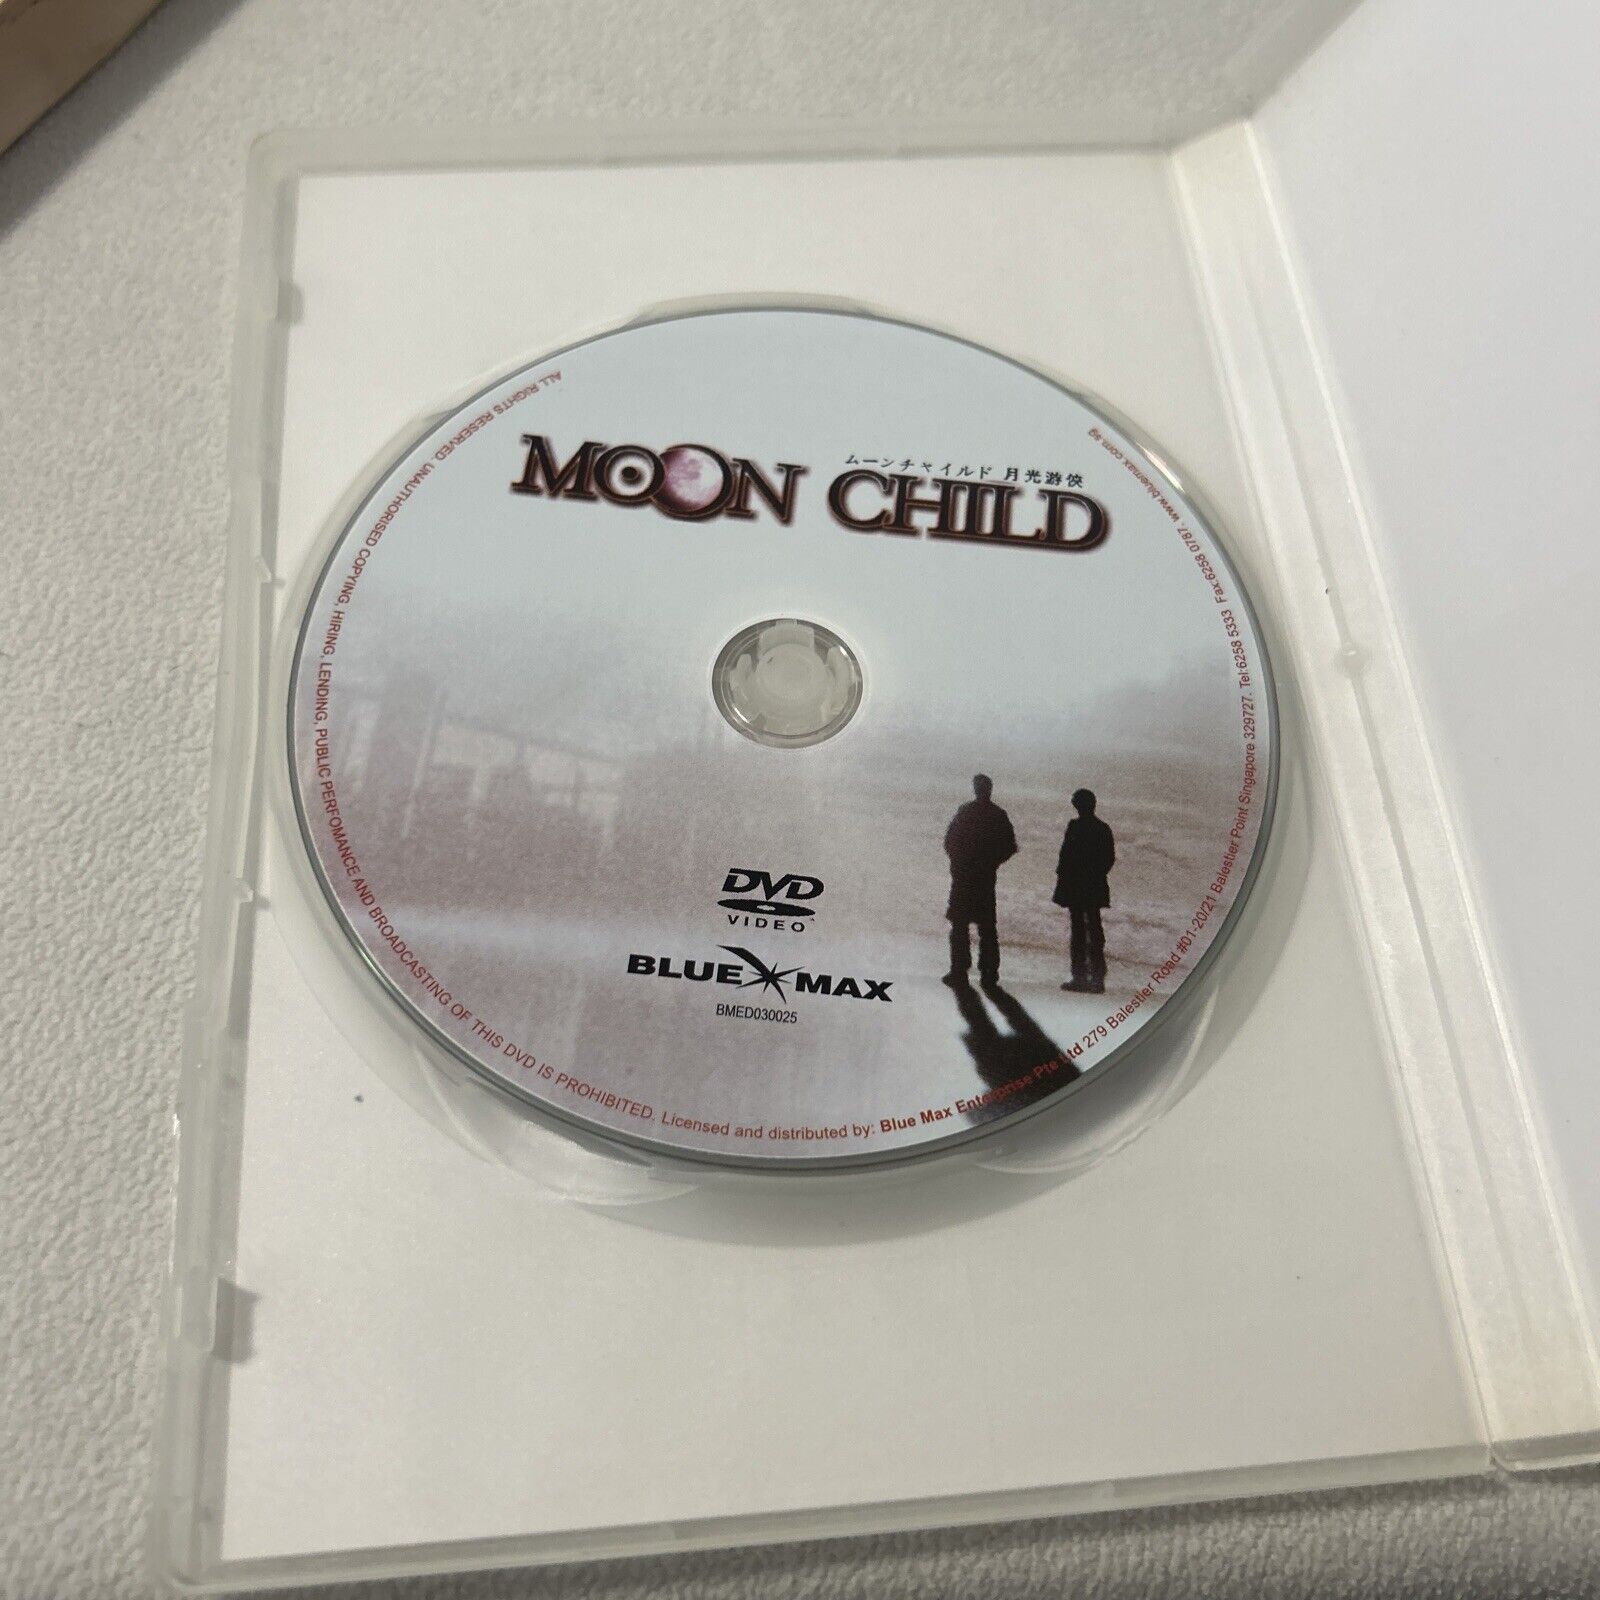 ムーンチャイルド 月光游俠
MOON CHILD
DVD
VIDEO
BLUE MAX
BMED030025
ALL RIGHTS RESERVED. UNAUTHORISED COPYING, HIRING, LENDING, PUBLIC PERFOMANCE AND BROADCASTING OF THIS DVD IS PROHIBITED. Licensed and distributed by: Blue Max Enterprise Pte Ltd 279 Balestier Road #01-20/21 Balestier Point Singapore 329727. Tel:6258 5333 Fax:6258 0787. www.bluemax.com.sg